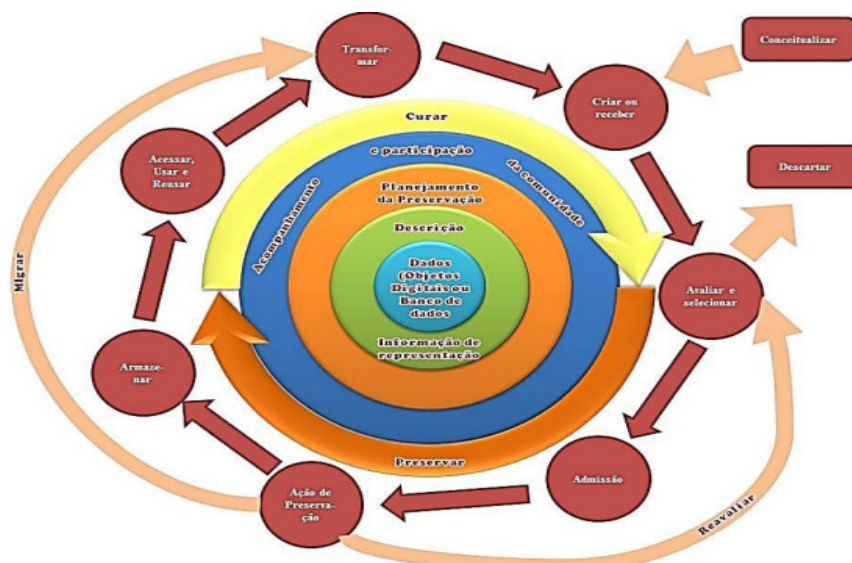 Transfor-
mar
Conceitualizar
Criar ou
receber
Curar
e participação
Acessar,
Usar e
Reusar
Descartar
Planejamento
da Preservação
da comunidade
Acompanhamento
Descrição
Dados
(Objetos
Digitais ou
Banco de
dados
Migrar
Avaliar e
selecionar
Informação de
representação
Armaze-
nar
Preservar
Admissão
Ação de
Preserva-
ção
Reavaliar